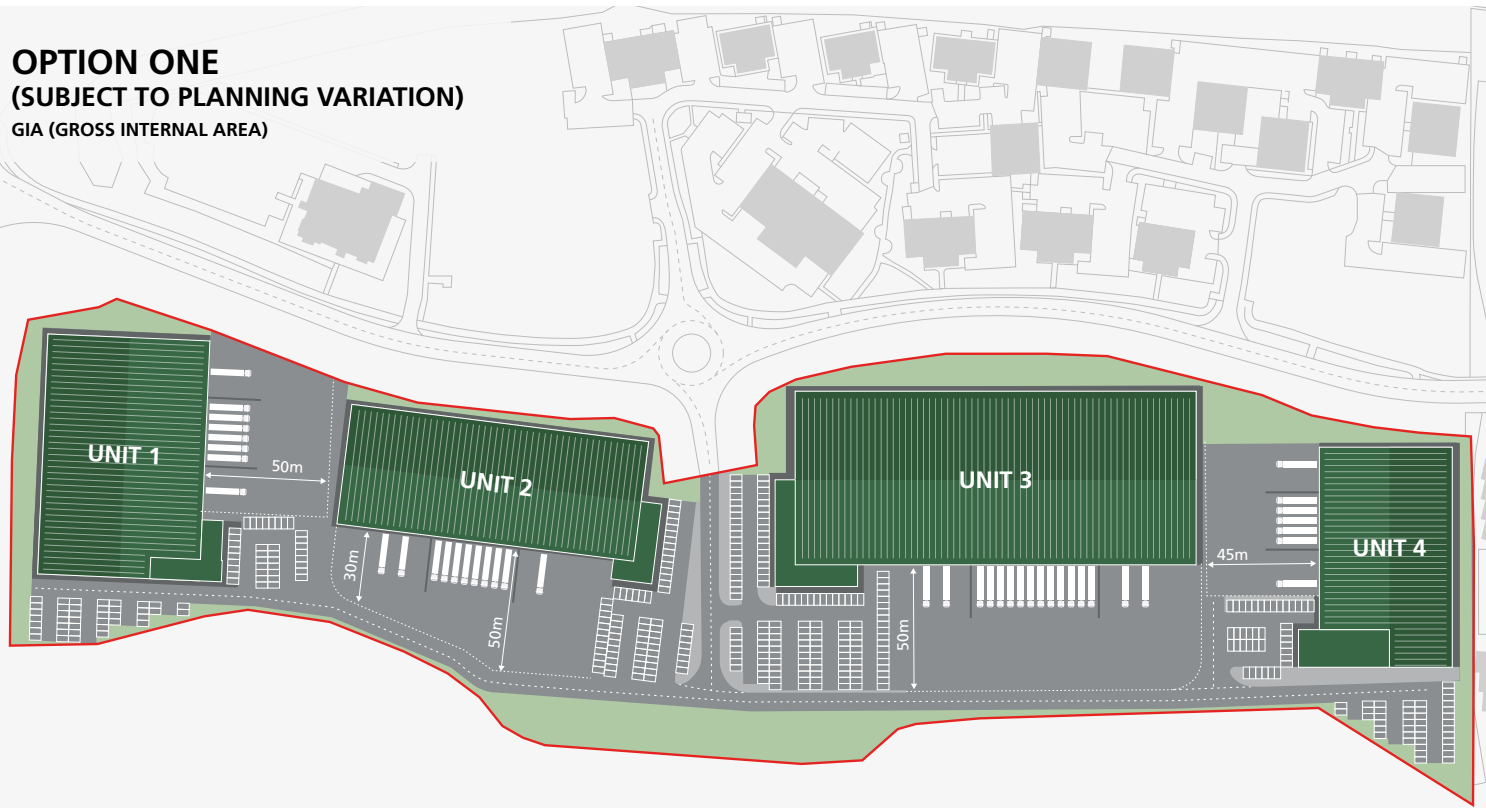 OPTION ONE
(SUBJECT TO PLANNING VARIATION)
GIA (GROSS INTERNAL AREA)
UNIT 1
50m
UNIT 2
30m
50m
UNIT 3
50m
45m
UNIT 4